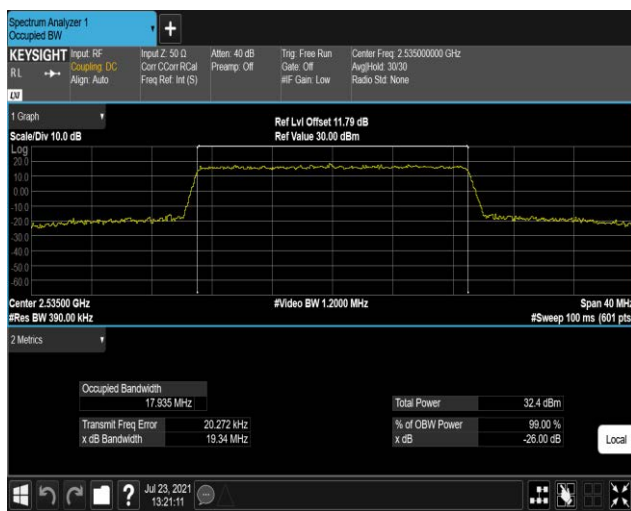 Spectrum Analyzer 1
Occupied BW
KEYSIGHT
RL
LXI
Input: RF
Coupling: DC
Align: Auto
Input Z: 50 Ω
Corr CCorr RCal
Freq Ref: Int (S)
Atten: 40 dB
Preamp: Off
Trig: Free Run
Gate: Off
#IF Gain: Low
Center Freq: 2.535000000 GHz
Avg|Hold: 30/30
Radio Std: None
1 Graph
Scale/Div 10.0 dB
Ref Lvl Offset 11.79 dB
Ref Value 30.00 dBm
Log
20.0
10.0
0.00
-10.0
-20.0
-30.0
-40.0
-50.0
-60.0
Center 2.53500 GHz
#Res BW 390.00 kHz
#Video BW 1.2000 MHz
Span 40 MHz
#Sweep 100 ms (601 pts
2 Metrics
Occupied Bandwidth
17.935 MHz
Transmit Freq Error 20.272 kHz
x dB Bandwidth 19.34 MHz
Total Power 32.4 dBm
% of OBW Power 99.00 %
x dB -26.00 dB
Local
?
Jul 23, 2021
13:21:11